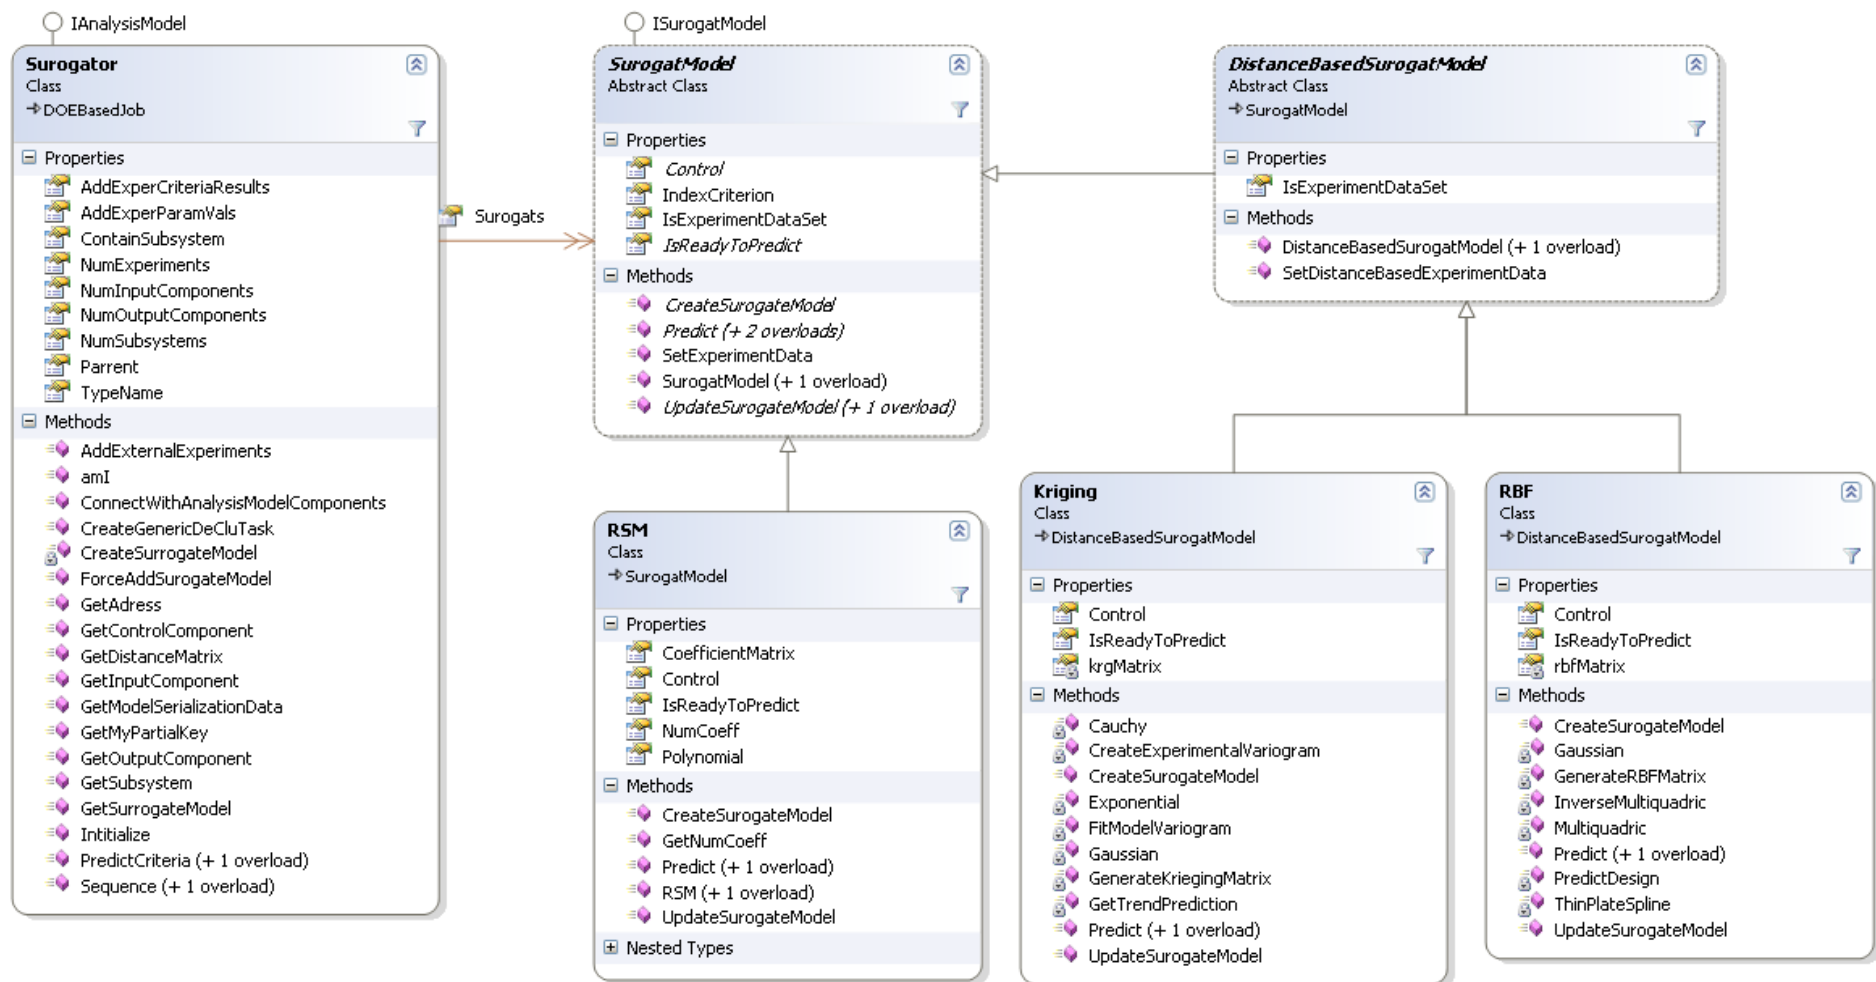 IAnalysisModel
Surogator
Class
DOEBasedJob
Properties
AddExperCriteriaResults
AddExperParamVals
ContainSubsystem
NumExperiments
NumInputComponents
NumOutputComponents
NumSubsystems
Parrent
TypeName
Methods
AddExternalExperiments
amI
ConnectWithAnalysisModelComponents
CreateGenericDeCluTask
CreateSurrogateModel
ForceAddSurogateModel
GetAdress
GetControlComponent
GetDistanceMatrix
GetInputComponent
GetModelSerializationData
GetMyPartialKey
GetOutputComponent
GetSubsystem
GetSurrogateModel
Intitialize
PredictCriteria (+ 1 overload)
Sequence (+ 1 overload)
Surogats
ISurogatModel
SurogatModel
Abstract Class
Properties
Control
IndexCriterion
IsExperimentDataSet
IsReadyToPredict
Methods
CreateSurogateModel
Predict (+ 2 overloads)
SetExperimentData
SurogatModel (+ 1 overload)
UpdateSurogateModel (+ 1 overload)
DistanceBasedSurogatModel
Abstract Class
SurogatModel
Properties
IsExperimentDataSet
Methods
DistanceBasedSurogatModel (+ 1 overload)
SetDistanceBasedExperimentData
RSM
Class
SurogatModel
Properties
CoefficientMatrix
Control
IsReadyToPredict
NumCoeff
Polynomial
Methods
CreateSurogateModel
GetNumCoeff
Predict (+ 1 overload)
RSM (+ 1 overload)
UpdateSurogateModel
Nested Types
Kriging
Class
DistanceBasedSurogatModel
Properties
Control
IsReadyToPredict
krgMatrix
Methods
Cauchy
CreateExperimentalVariogram
CreateSurogateModel
Exponential
FitModelVariogram
Gaussian
GenerateKriegingMatrix
GetTrendPrediction
Predict (+ 1 overload)
UpdateSurogateModel
RBF
Class
DistanceBasedSurogatModel
Properties
Control
IsReadyToPredict
rbfMatrix
Methods
CreateSurogateModel
Gaussian
GenerateRBFMatrix
InverseMultiquadric
Multiquadric
Predict (+ 1 overload)
PredictDesign
ThinPlateSpline
UpdateSurogateModel